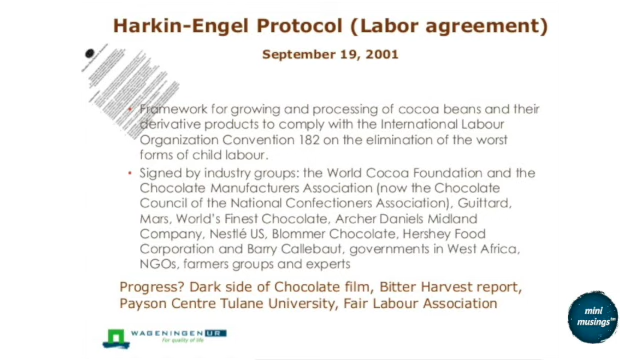 Harkin-Engel Protocol (Labor agreement)
September 19, 2001
• Framework for growing and processing of cocoa beans and their
derivative products to comply with the International Labour
Organization Convention 182 on the elimination of the worst
forms of child labour.
• Signed by industry groups: the World Cocoa Foundation and the
Chocolate Manufacturers Association (now the Chocolate
Council of the National Confectioners Association), Guittard,
Mars, World's Finest Chocolate, Archer Daniels Midland
Company, Nestlé US, Blommer Chocolate, Hershey Food
Corporation and Barry Callebaut, governments in West Africa,
NGOs, farmers groups and experts
Progress? Dark side of Chocolate film, Bitter Harvest report,
Payson Centre Tulane University, Fair Labour Association
WAGENINGEN UR
For quality of life
mini
musings